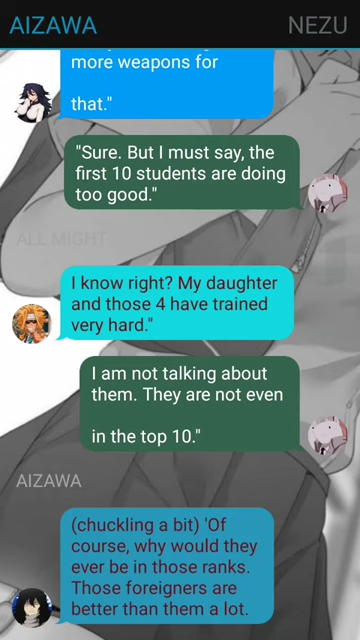 AIZAWA NEZU
more weapons for
that."
"Sure. But I must say, the
first 10 students are doing
too good."
ALL MIGHT
I know right? My daughter
and those 4 have trained
very hard."
I am not talking about
them. They are not even
in the top 10."
AIZAWA
(chuckling a bit) 'Of
course, why would they
ever be in those ranks.
Those foreigners are
better than them a lot.